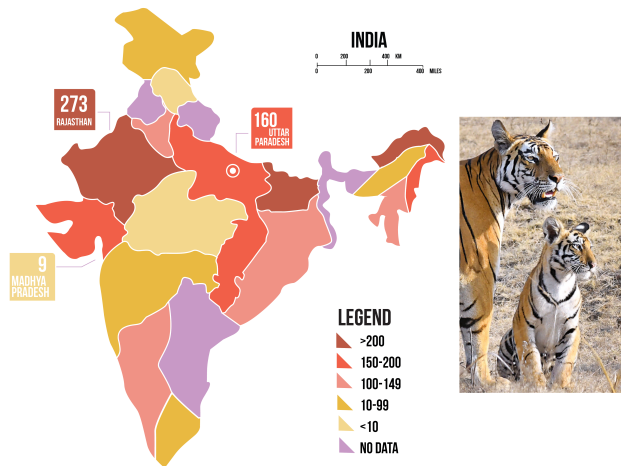 INDIA
0 200 400 KM
0 200 400 MILES
273
RAJASTHAN
160
UTTAR
PARADESH
9
MADHYA
PRADESH
LEGEND
>200
150-200
100-149
10-99
<10
NO DATA